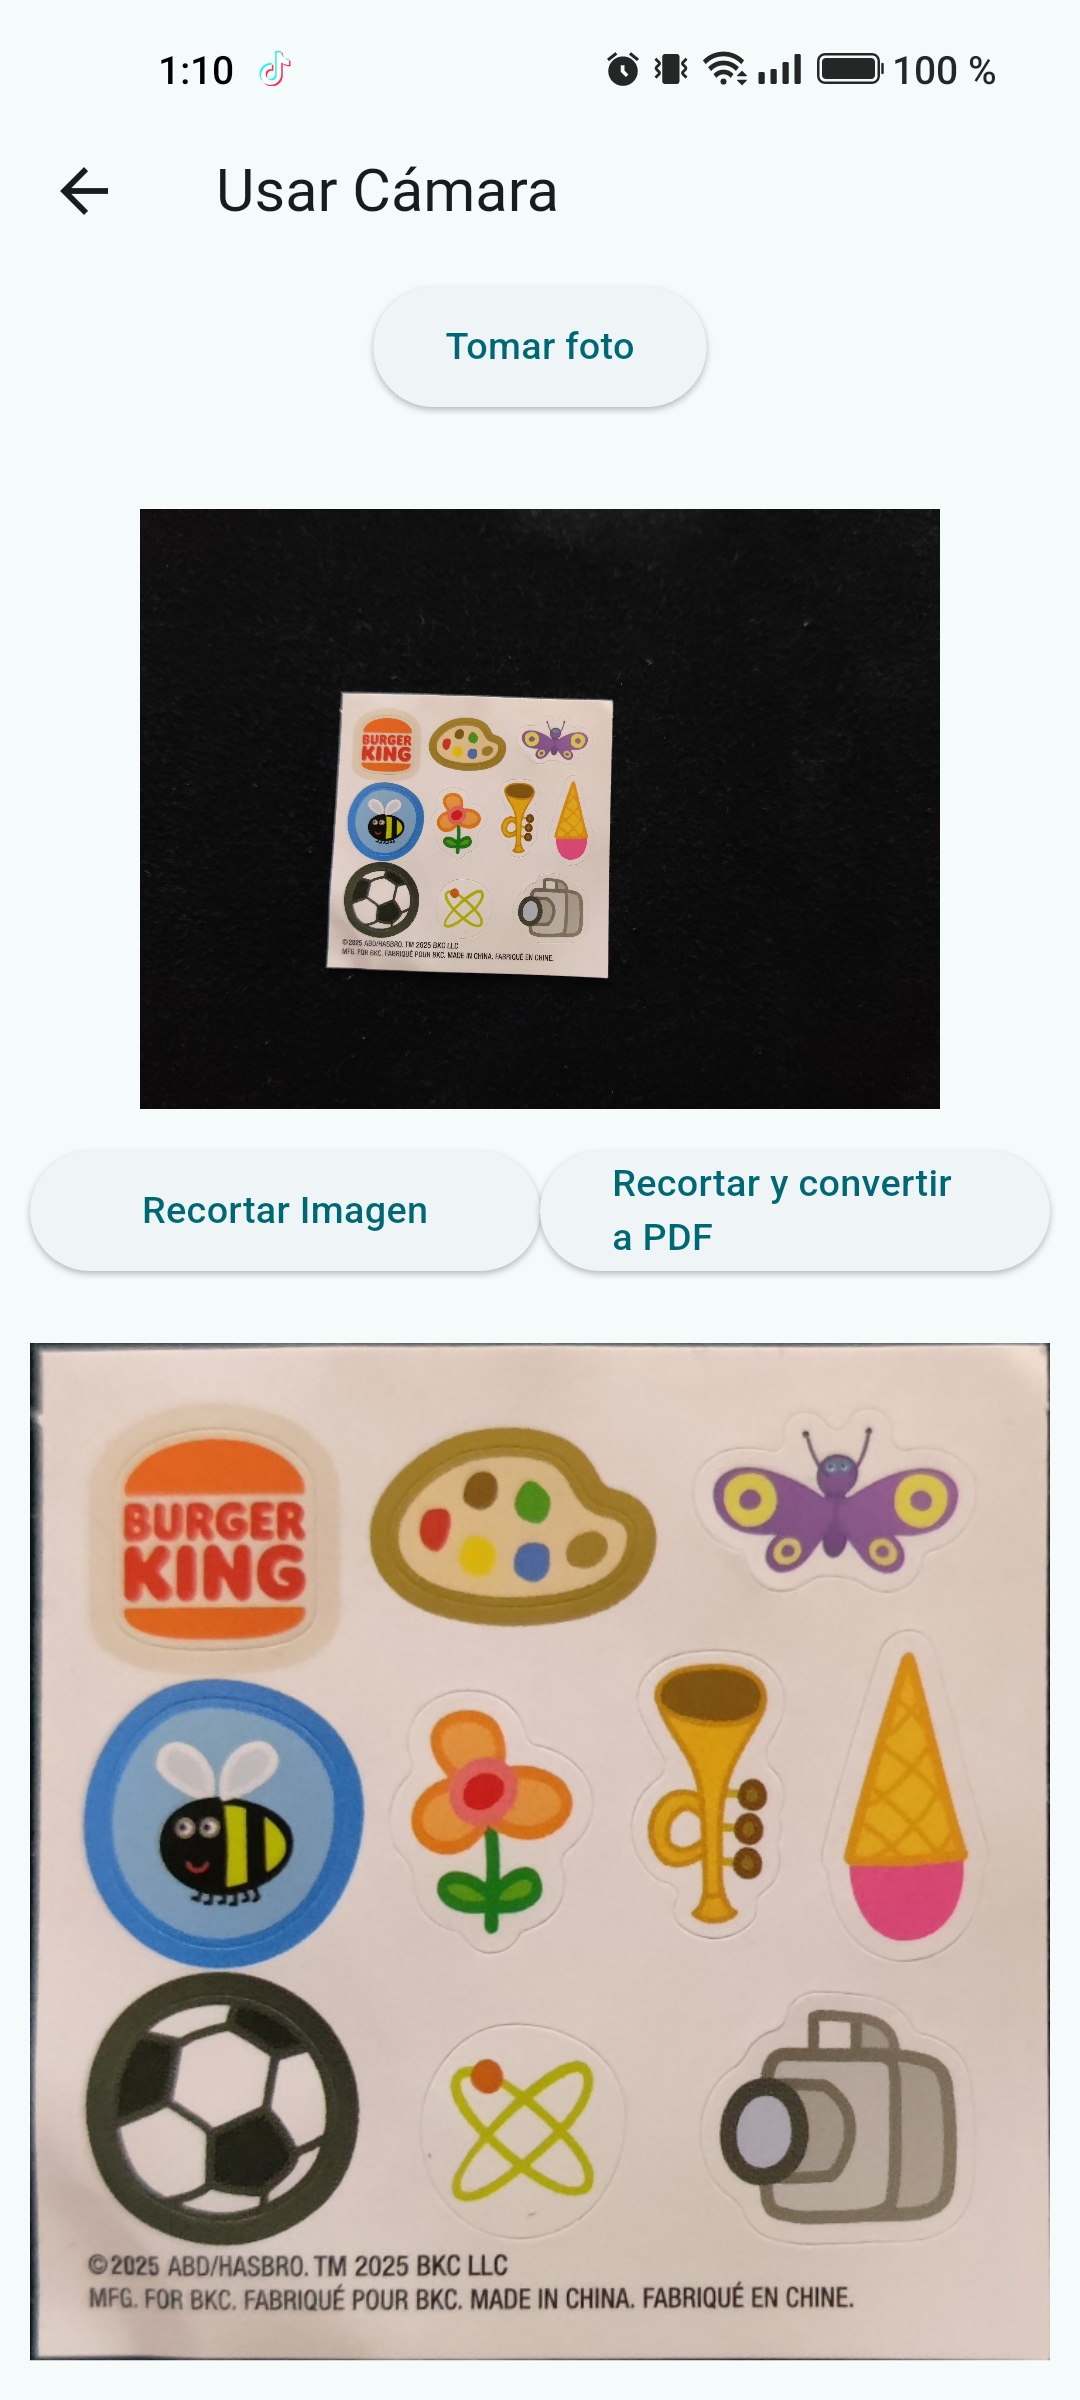 1:10
100 %
Usar Cámara
Tomar foto
BURGER
KING
©2025 ABD/HASBRO. TM 2025 BKC LLC
MFG. FOR BKC. FABRIQUÉ POUR BKC. MADE IN CHINA. FABRIQUÉ EN CHINE.
Recortar Imagen
Recortar y convertir
a PDF
BURGER
KING
©2025 ABD/HASBRO. TM 2025 BKC LLC
MFG. FOR BKC. FABRIQUÉ POUR BKC. MADE IN CHINA. FABRIQUÉ EN CHINE.